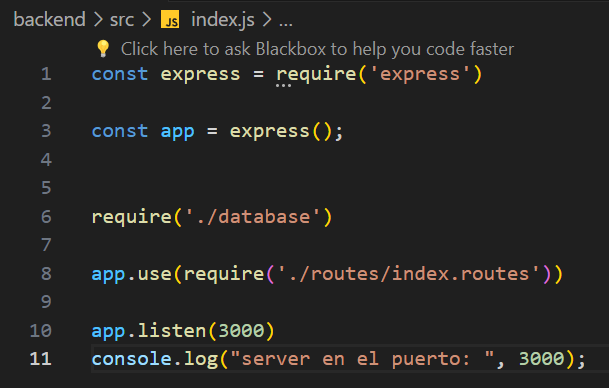 backend > src > JS index.js > ...
💡 Click here to ask Blackbox to help you code faster
1 const express = require('express')
2
3 const app = express();
4
5
6 require('./database')
7
8 app.use(require('./routes/index.routes'))
9
10 app.listen(3000)
11 console.log("server en el puerto: ", 3000);